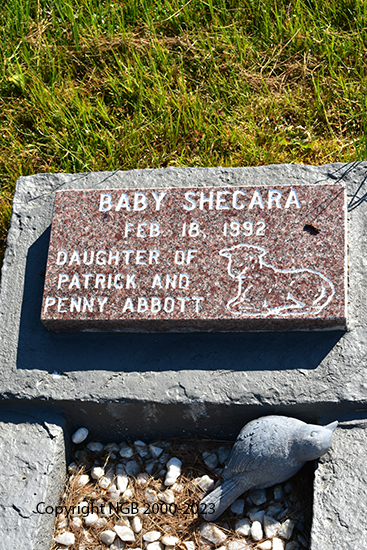 BABY SHECARA
FEB. 18, 1992
DAUGHTER OF
PATRICK AND
PENNY ABBOTT
Copyright NGB 2000-2023